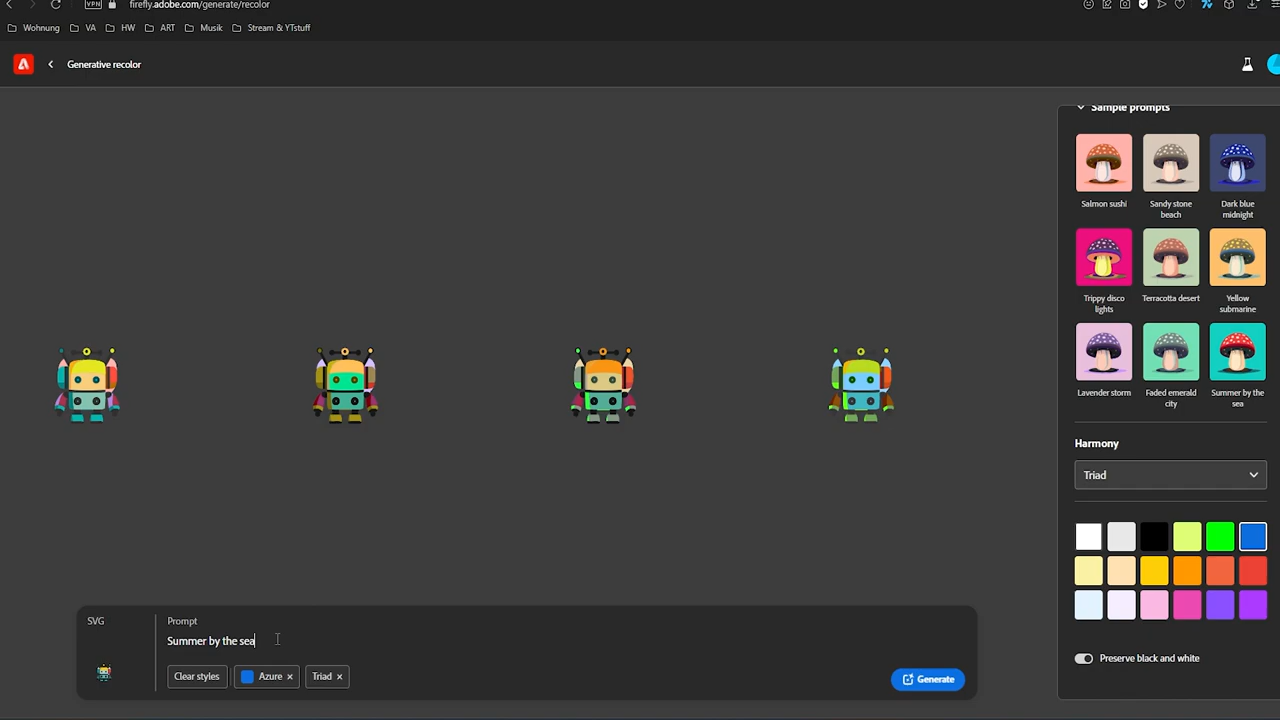 VPN
firefly.adobe.com/generate/recolor
Wohnung VA HW ART Musik Stream & YTstuff
Generative recolor
Sample prompts
Salmon sushi
Sandy stone
beach
Dark blue
midnight
Trippy disco
lights
Terracotta desert
Yellow
submarine
Lavender storm
Faded emerald
city
Summer by the
sea
Harmony
Triad
SVG
Prompt
Summer by the sea
Clear styles
Azure ×
Triad ×
Generate
Preserve black and white